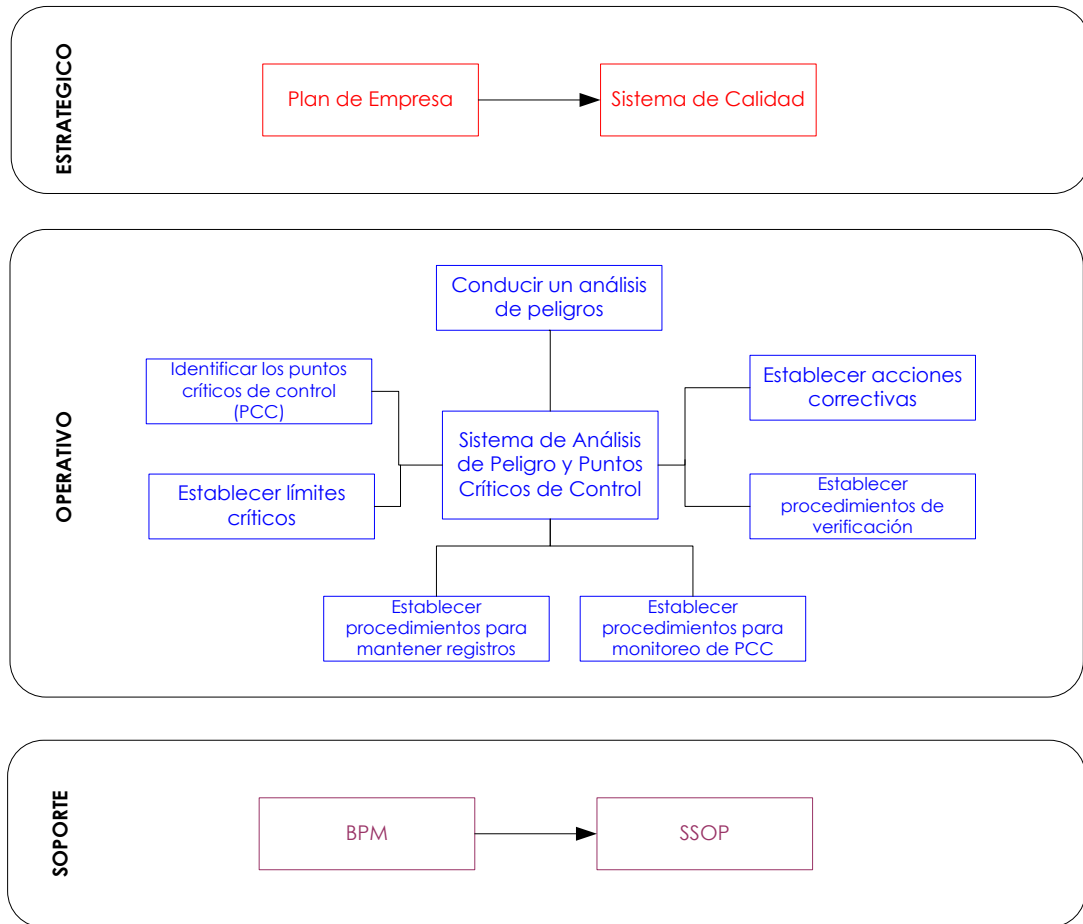 ESTRATEGICO
Plan de Empresa
Sistema de Calidad
OPERATIVO
Conducir un análisis
de peligros
Identificar los puntos
críticos de control
(PCC)
Establecer acciones
correctivas
Sistema de Análisis
de Peligro y Puntos
Críticos de Control
Establecer límites
críticos
Establecer
procedimientos de
verificación
Establecer
procedimientos para
mantener registros
Establecer
procedimientos para
monitoreo de PCC
SOPORTE
BPM
SSOP